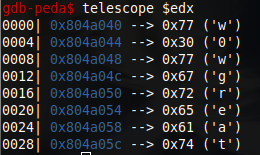 gdb-peda$ telescope $edx
0000| 0x804a040 --> 0x77 ('w')
0004| 0x804a044 --> 0x30 ('0')
0008| 0x804a048 --> 0x77 ('w')
0012| 0x804a04c --> 0x67 ('g')
0016| 0x804a050 --> 0x72 ('r')
0020| 0x804a054 --> 0x65 ('e')
0024| 0x804a058 --> 0x61 ('a')
0028| 0x804a05c --> 0x74 ('t')